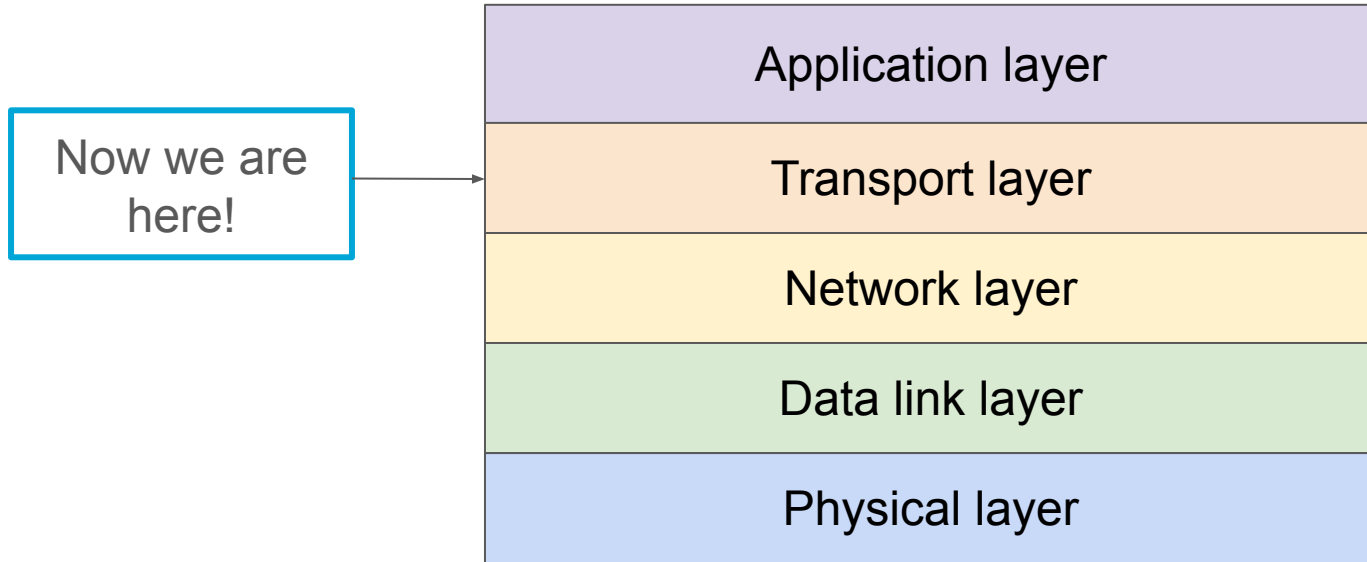 Application layer
Now we are
here!
Transport layer
Network layer
Data link layer
Physical layer